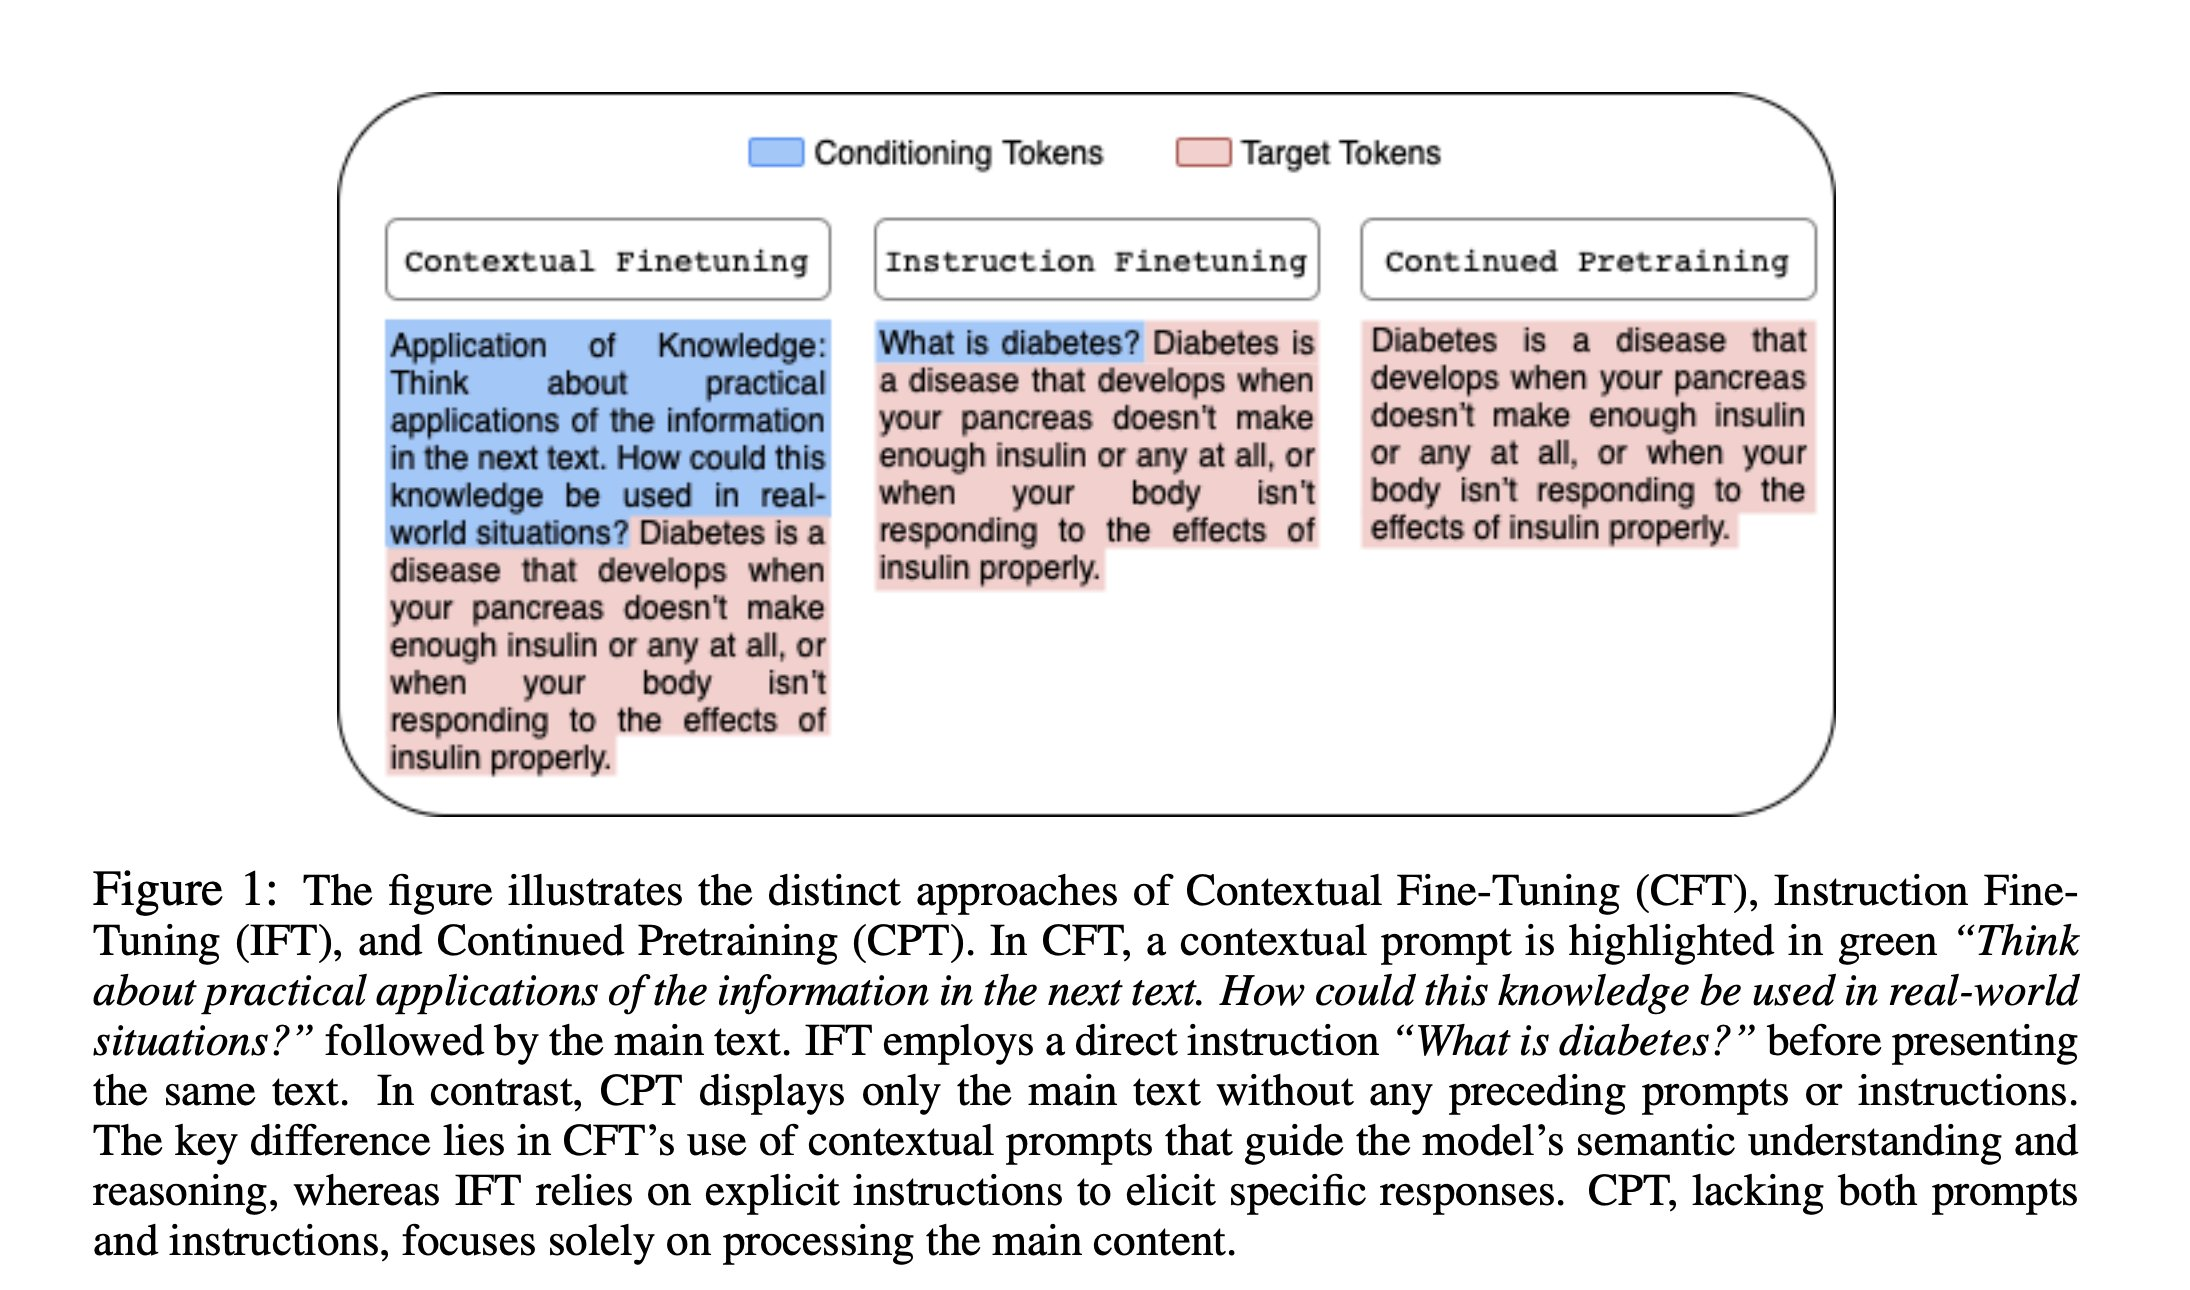 Conditioning Tokens
Target Tokens
Contextual Finetuning
Application of Knowledge:
Think about practical
applications of the information
in the next text. How could this
knowledge be used in real-
world situations? Diabetes is a
disease that develops when
your pancreas doesn't make
enough insulin or any at all, or
when your body isn't
responding to the effects of
insulin properly.
Instruction Finetuning
What is diabetes? Diabetes is
a disease that develops when
your pancreas doesn't make
enough insulin or any at all, or
when your body isn't
responding to the effects of
insulin properly.
Continued Pretraining
Diabetes is a disease that
develops when your pancreas
doesn't make enough insulin
or any at all, or when your
body isn't responding to the
effects of insulin properly.
Figure 1: The figure illustrates the distinct approaches of Contextual Fine-Tuning (CFT), Instruction Fine-
Tuning (IFT), and Continued Pretraining (CPT). In CFT, a contextual prompt is highlighted in green “Think
about practical applications of the information in the next text. How could this knowledge be used in real-world
situations?” followed by the main text. IFT employs a direct instruction “What is diabetes?” before presenting
the same text. In contrast, CPT displays only the main text without any preceding prompts or instructions.
The key difference lies in CFT’s use of contextual prompts that guide the model’s semantic understanding and
reasoning, whereas IFT relies on explicit instructions to elicit specific responses. CPT, lacking both prompts
and instructions, focuses solely on processing the main content.